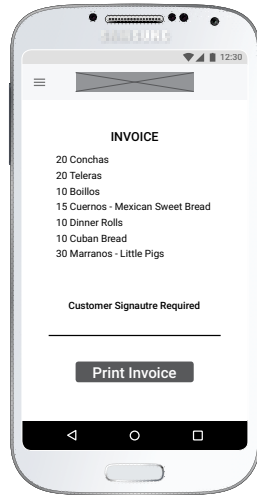 SAMSUNG
12:30
INVOICE
20 Conchas
20 Teleras
10 Boillos
15 Cuernos - Mexican Sweet Bread
10 Dinner Rolls
10 Cuban Bread
30 Marranos - Little Pigs
Customer Signautre Required
Print Invoice